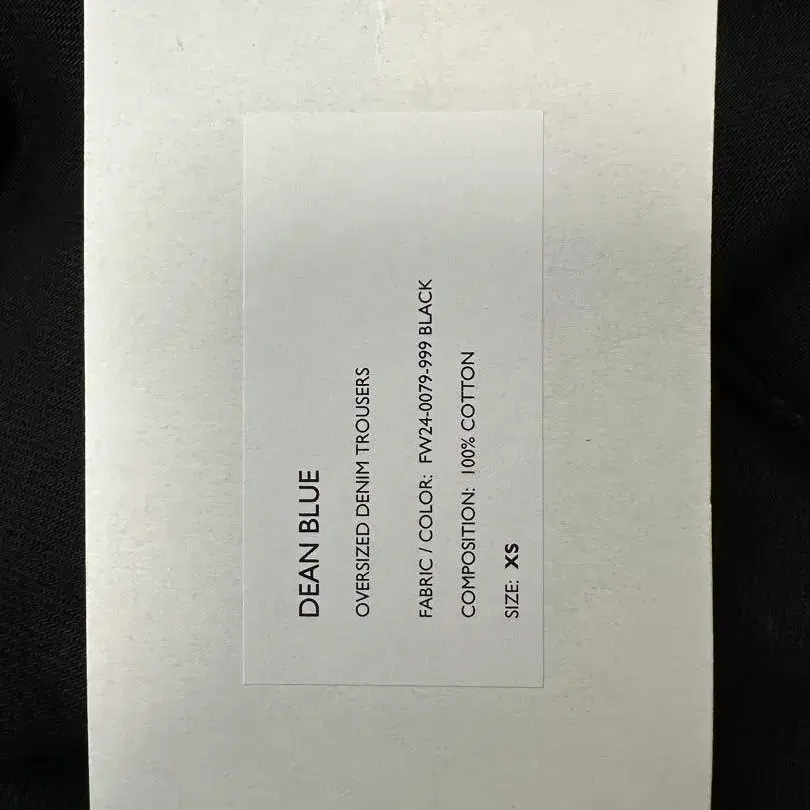 DEAN BLUE
OVERSIZED DENIM TROUSERS
FABRIC / COLOR: FW24-0079-999 BLACK
COMPOSITION: 100% COTTON
SIZE: XS